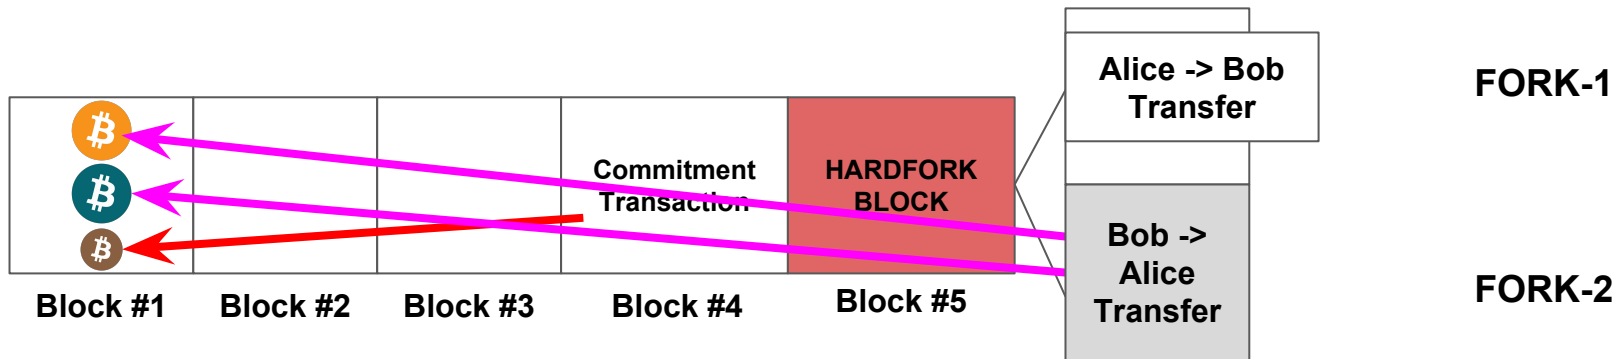 Alice -> Bob
Transfer
FORK-1
Commitment
Transaction
HARDFORK
BLOCK
Bob ->
Alice
Transfer
FORK-2
Block #1
Block #2
Block #3
Block #4
Block #5